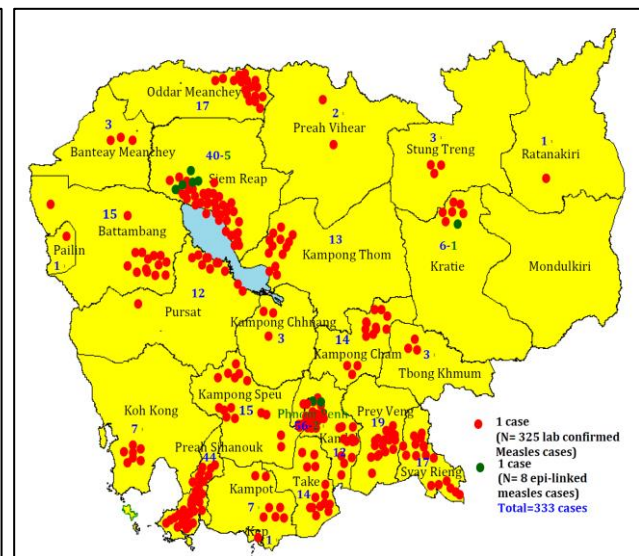 Oddar Meanchey
17
2
Preah Vihear
3
Stung Treng
1
Ratanakiri
3
Banteay Meanchey
40-5
Siem Reap
15
Battambang
Pailin
1
13
Kampong Thom
6-1
Kratie
Mondulkiri
12
Pursat
Kampong Chhnang
3
14
Kampong Cham
3
Tbong Khmum
Kampong Speu
15
Phnom Penh
Koh Kong
7
Prey Veng
19
Preah Sihanouk
44
17
Svay Rieng
Kampot
7
Take
14
Kep
1
1 case
(N= 325 lab confirmed
Measles cases)
1 case
(N= 8 epi-linked
measles cases)
Total=333 cases